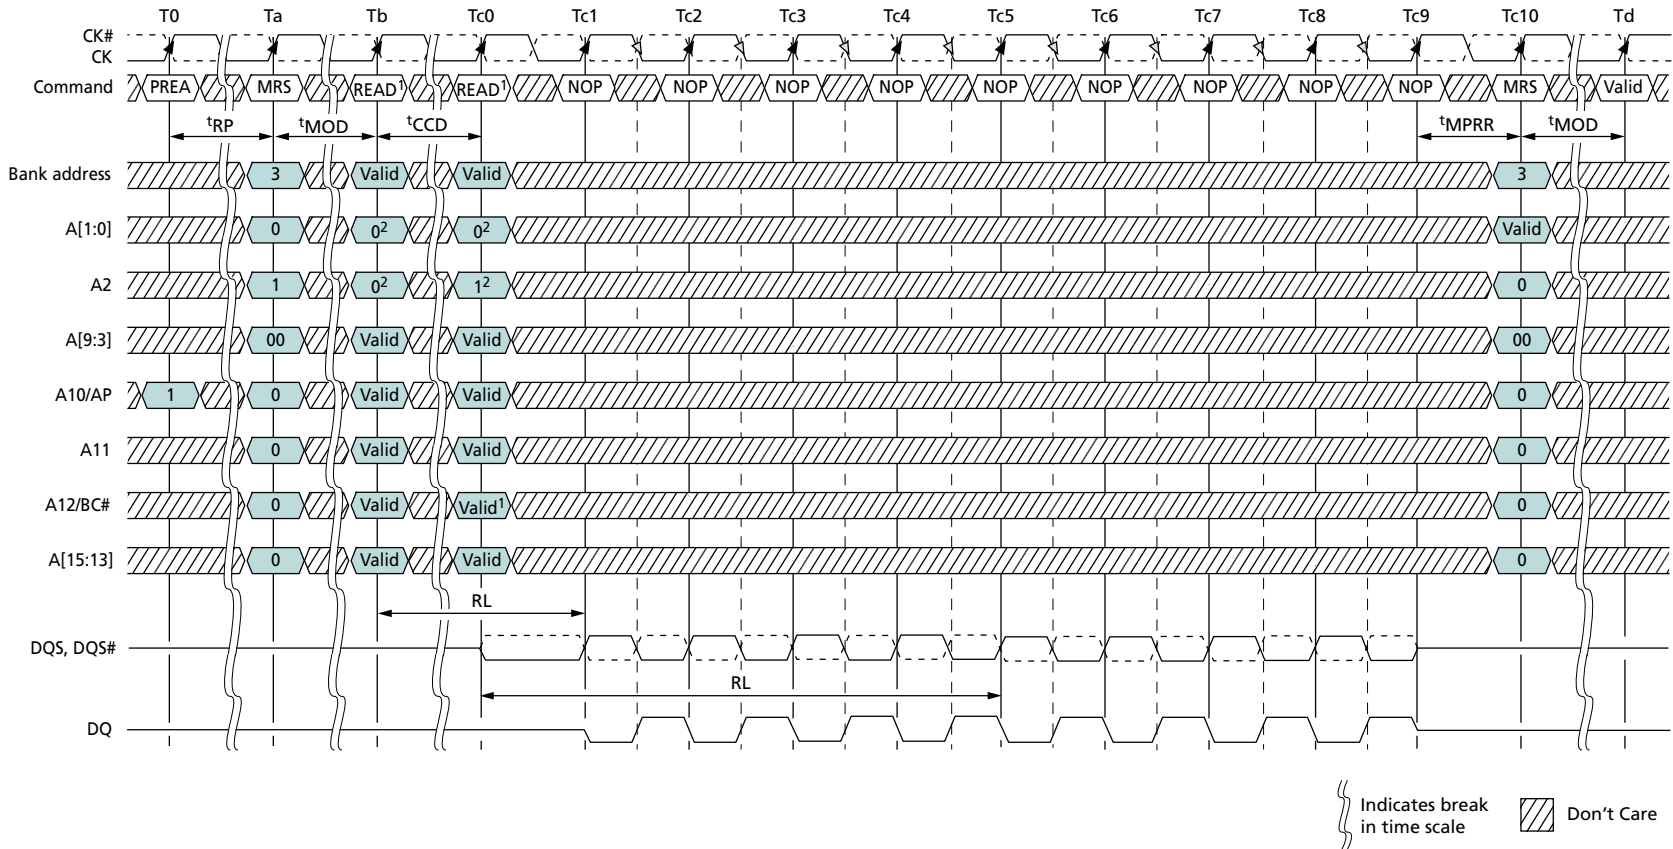 T0 Ta Tb Tc0 Tc1 Tc2 Tc3 Tc4 Tc5 Tc6 Tc7 Tc8 Tc9 Tc10 Td
CK#
CK
Command PREA MRS READ¹ READ¹ NOP NOP NOP NOP NOP NOP NOP NOP NOP MRS Valid
ᵗRP ᵗMOD ᵗCCD ᵗMPRR ᵗMOD
Bank address 3 Valid Valid 3
A[1:0] 0 0² 0² Valid
A2 1 0² 1² 0
A[9:3] 00 Valid Valid 00
A10/AP 1 0 Valid Valid 0
A11 0 Valid Valid 0
A12/BC# 0 Valid Valid¹ 0
A[15:13] 0 Valid Valid 0
RL
DQS, DQS#
RL
DQ
Indicates break
in time scale
Don't Care